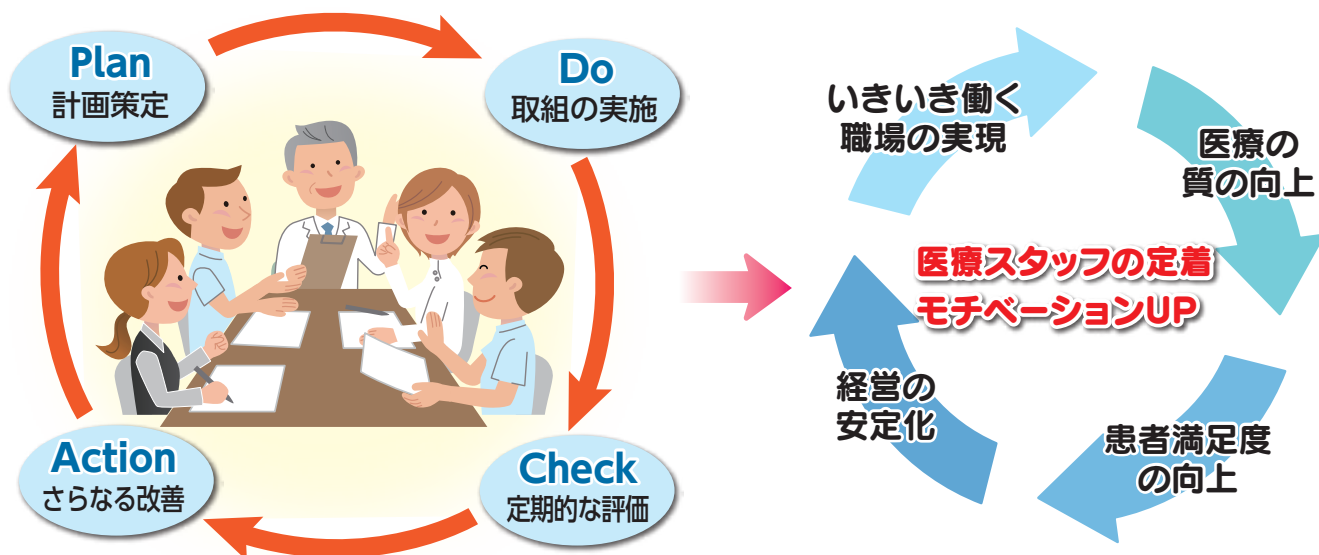 Plan
計画策定
Do
取組の実施
Check
定期的な評価
Action
さらなる改善
いきいき働く
職場の実現
医療の
質の向上
患者満足度
の向上
経営の
安定化
医療スタッフの定着
モチベーションUP